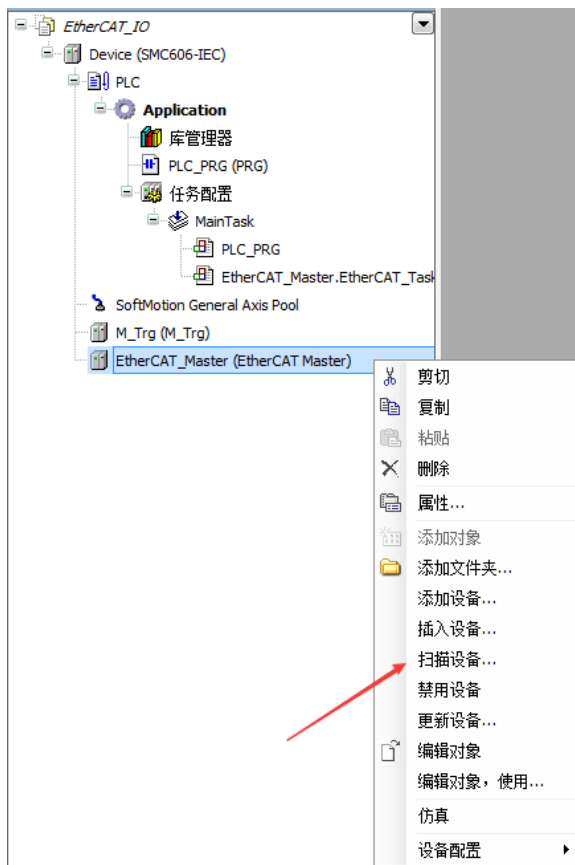 EtherCAT_IO
Device (SMC606-IEC)
PLC
Application
库管理器
PLC_PRG (PRG)
任务配置
MainTask
PLC_PRG
EtherCAT_Master.EtherCAT_Task
SoftMotion General Axis Pool
M_Trg (M_Trg)
EtherCAT_Master (EtherCAT Master)
剪切
复制
粘贴
删除
属性...
添加对象
添加文件夹...
添加设备...
插入设备...
扫描设备...
禁用设备
更新设备...
编辑对象
编辑对象，使用...
仿真
设备配置